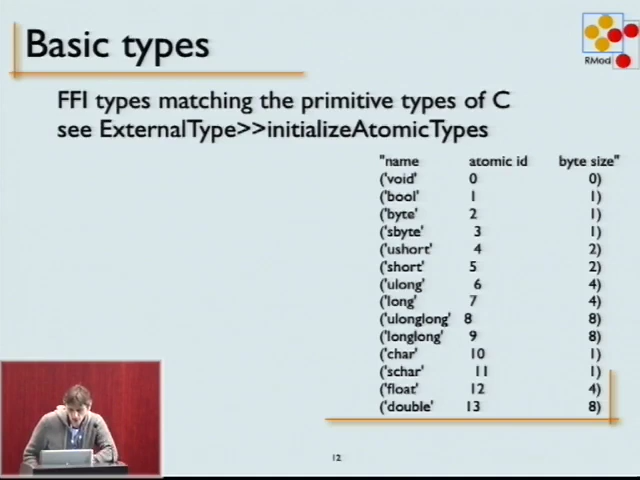 Basic types
RMod
FFI types matching the primitive types of C
see ExternalType>>initializeAtomicTypes
"name atomic id byte size"
('void' 0 0)
('bool' 1 1)
('byte' 2 1)
('sbyte' 3 1)
('ushort' 4 2)
('short' 5 2)
('ulong' 6 4)
('long' 7 4)
('ulonglong' 8 8)
('longlong' 9 8)
('char' 10 1)
('schar' 11 1)
('float' 12 4)
('double' 13 8)
12